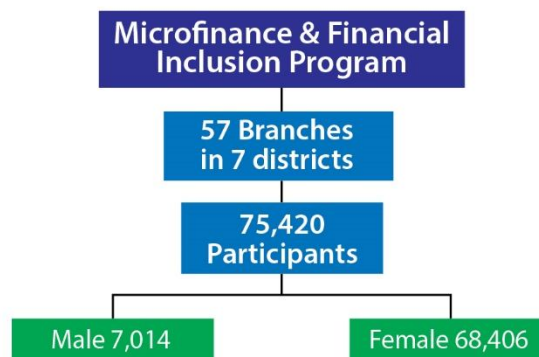 Microfinance & Financial
Inclusion Program
57 Branches
in 7 districts
75,420
Participants
Male 7,014
Female 68,406